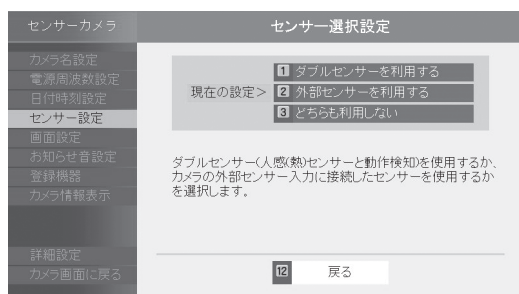 センサーカメラ
カメラ名設定
電源周波数設定
日付時刻設定
センサー設定
画面設定
お知らせ音設定
登録機器
カメラ情報表示
詳細設定
カメラ画面に戻る
センサー選択設定
現在の設定>
1 ダブルセンサーを利用する
2 外部センサーを利用する
3 どちらも利用しない
ダブルセンサー(人感(熱)センサーと動作検知)を使用するか、
カメラの外部センサー入力に接続したセンサーを使用するか
を選択します。
12 戻る